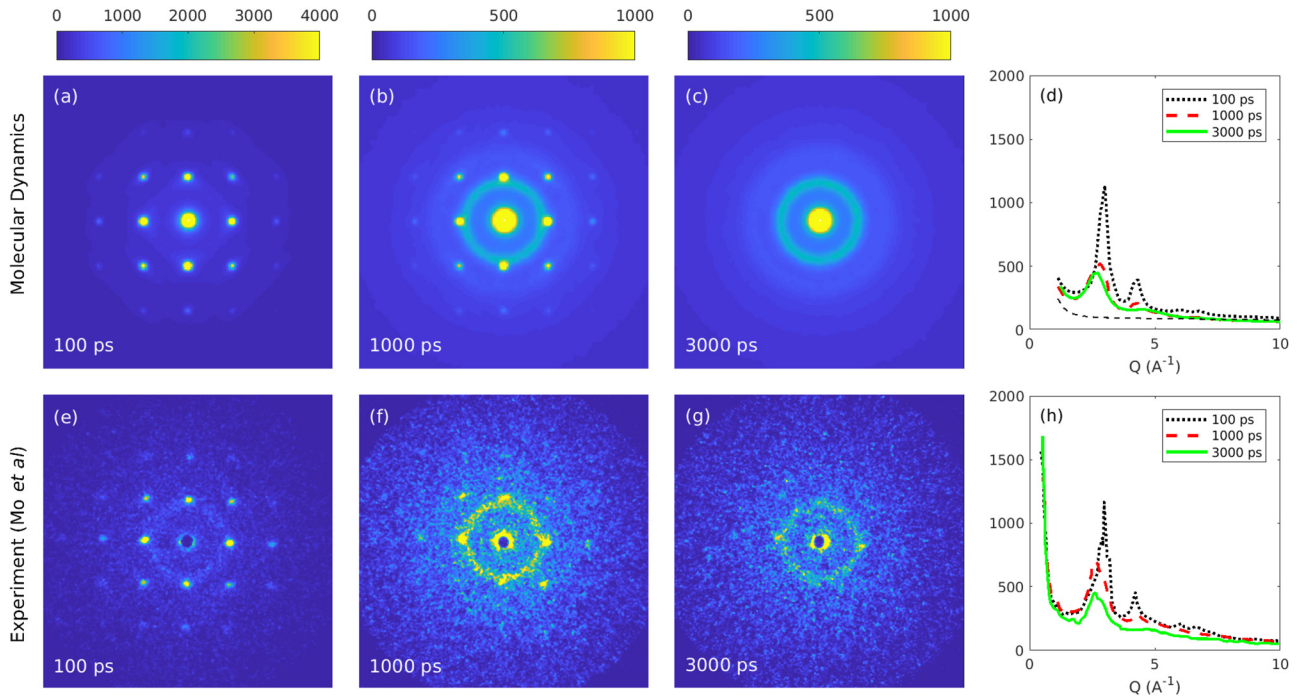 0 1000 2000 3000 4000
0 500 1000
0 500 1000
Molecular Dynamics
(a)
100 ps
(b)
1000 ps
(c)
3000 ps
(d)
100 ps
1000 ps
3000 ps
2000
1500
1000
500
0
0 5 10
Q (A⁻¹)
Experiment (Mo et al)
(e)
100 ps
(f)
1000 ps
(g)
3000 ps
(h)
100 ps
1000 ps
3000 ps
2000
1500
1000
500
0
0 5 10
Q (A⁻¹)